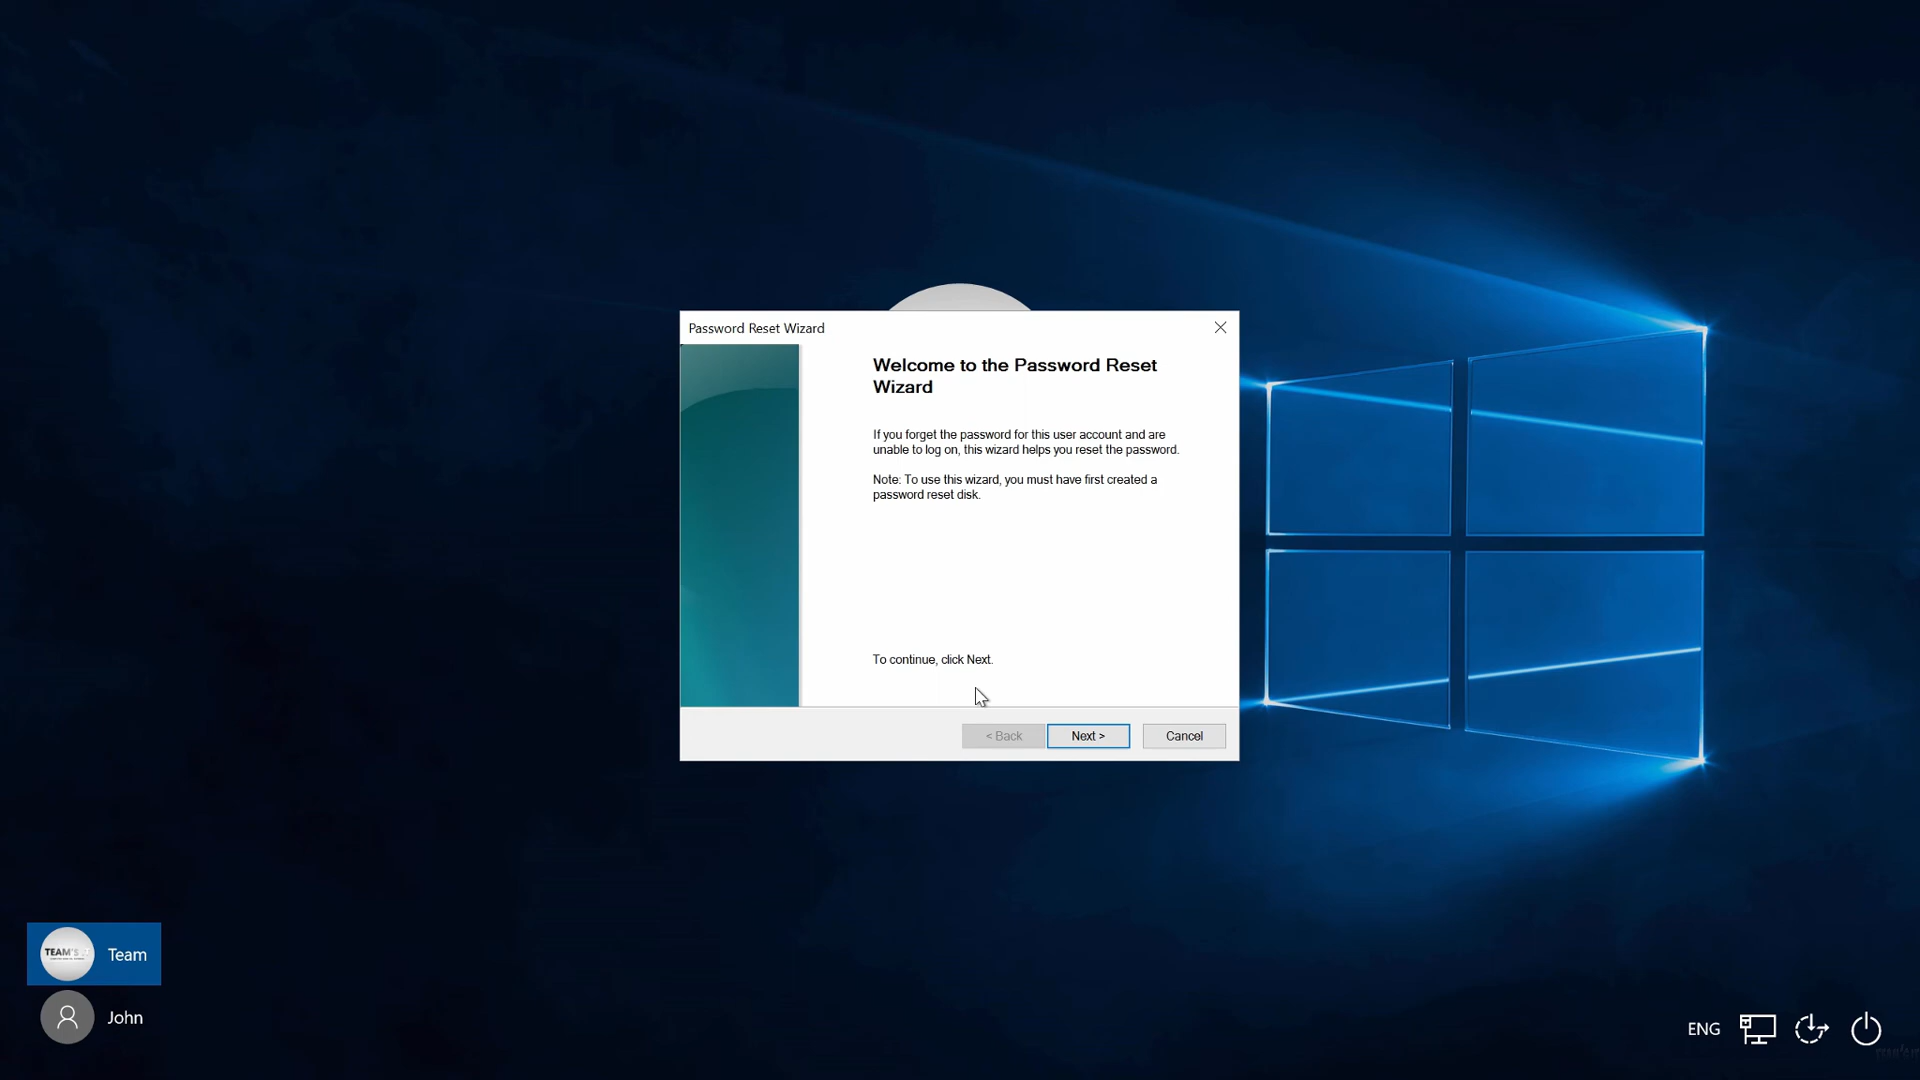 Password Reset Wizard
Welcome to the Password Reset
Wizard
If you forget the password for this user account and are
unable to log on, this wizard helps you reset the password.
Note: To use this wizard, you must have first created a
password reset disk.
To continue, click Next.
< Back
Next >
Cancel
TEAM'S
Team
John
ENG